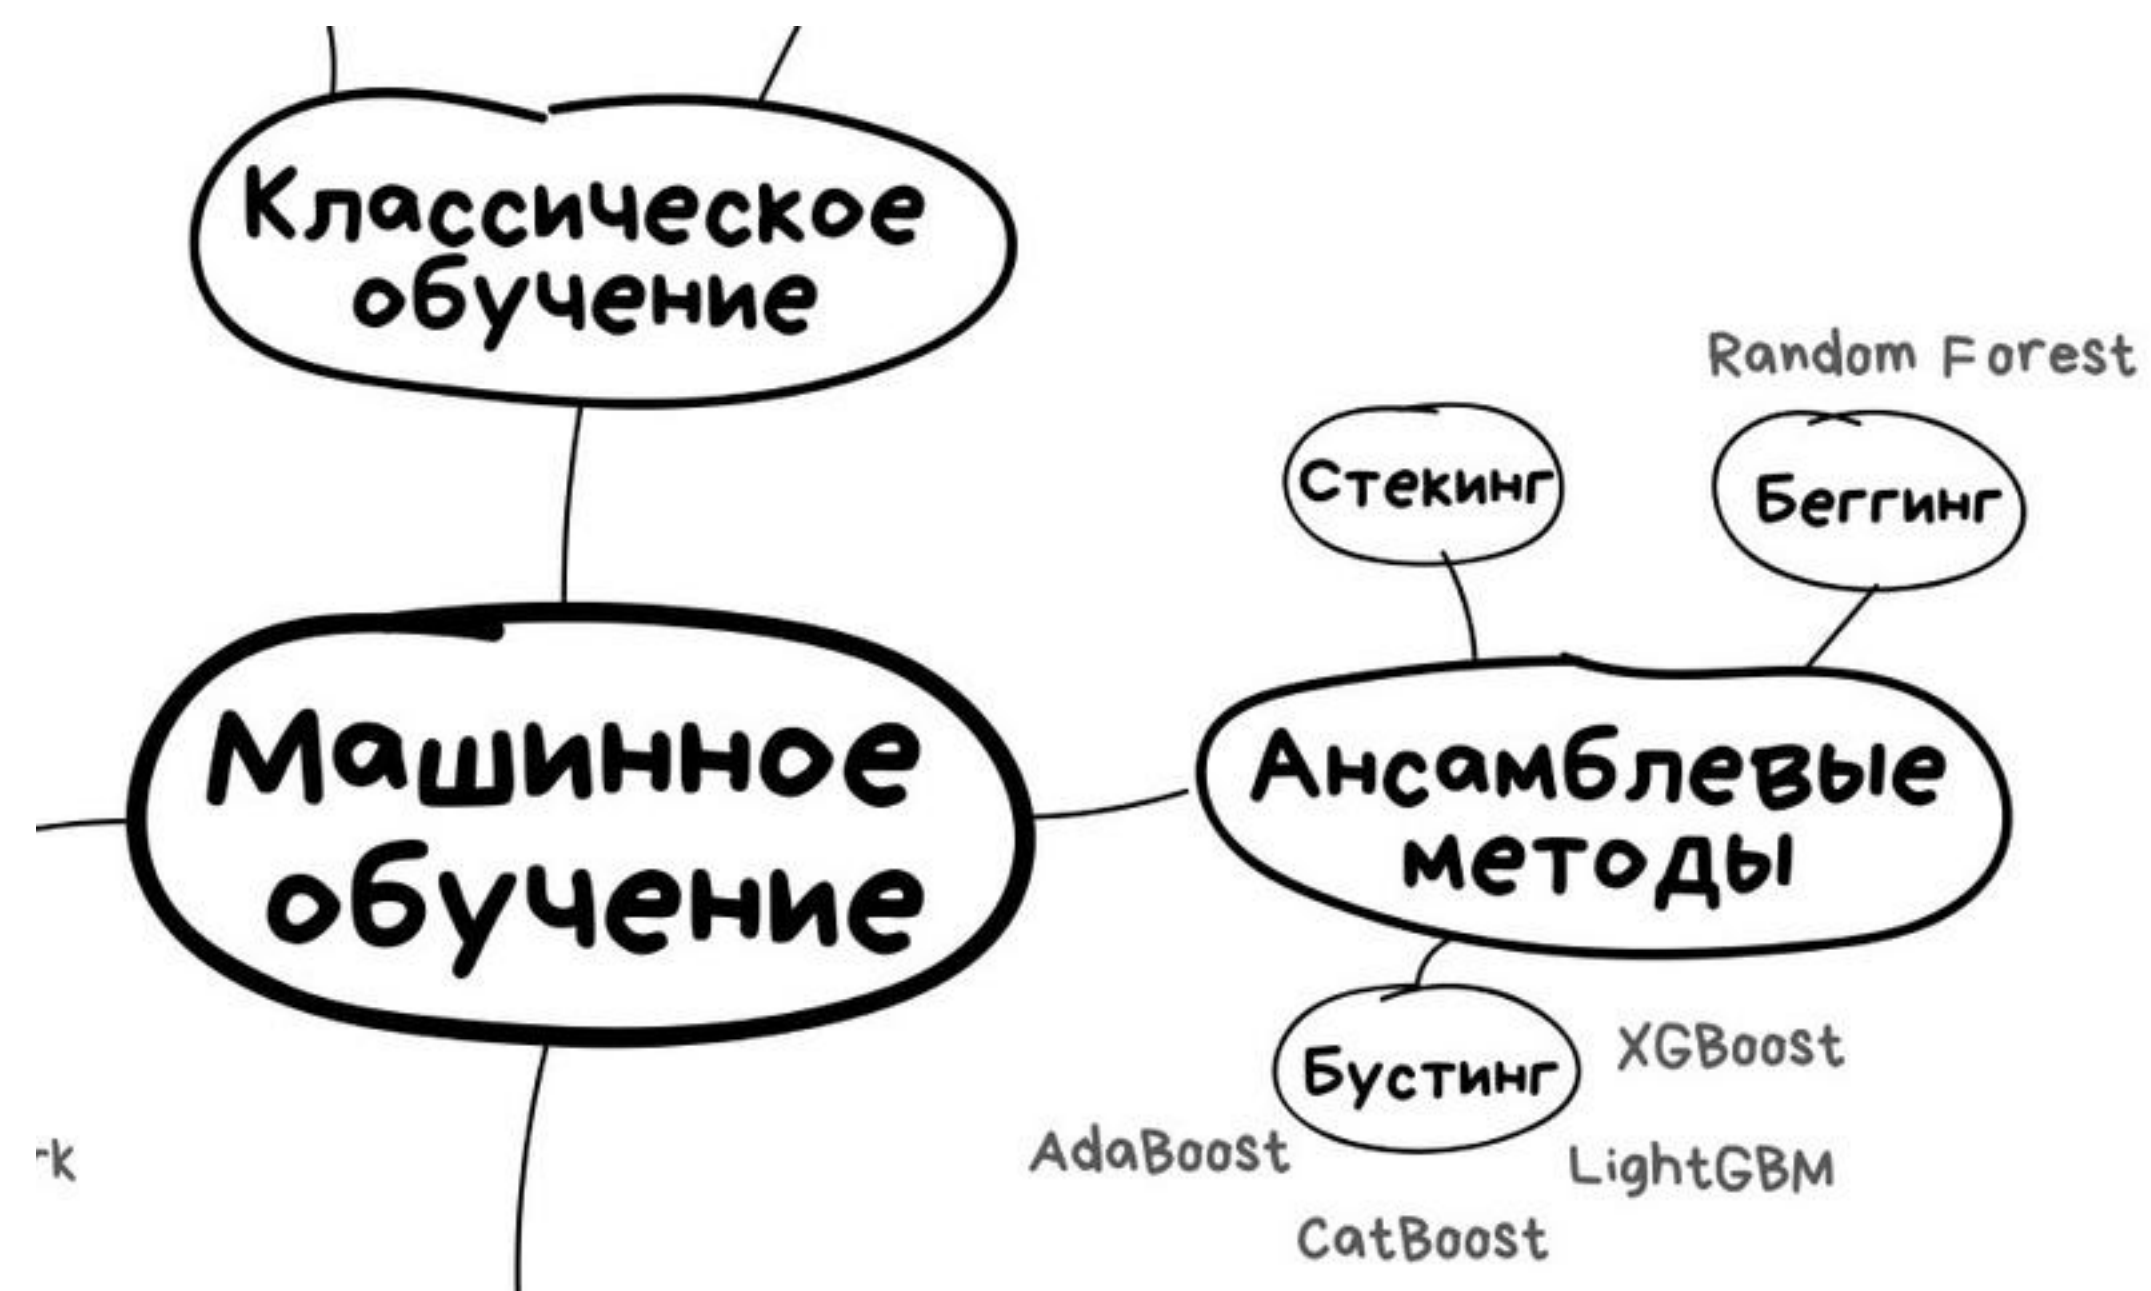 Классическое
обучение
Random Forest
Стекинг
Беггинг
Машинное
обучение
Ансамблевые
методы
Бустинг
XGBoost
AdaBoost
LightGBM
CatBoost